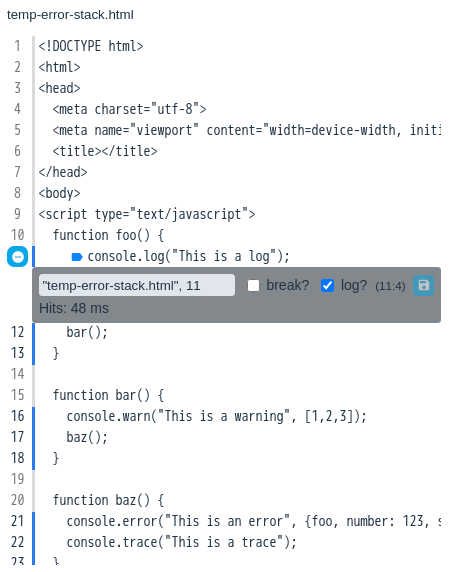 temp-error-stack.html
1 <!DOCTYPE html>
2 <html>
3 <head>
4   <meta charset="utf-8">
5   <meta name="viewport" content="width=device-width, initi
6   <title></title>
7 </head>
8 <body>
9 <script type="text/javascript">
10   function foo() {
console.log("This is a log");
"temp-error-stack.html", 11 break? log? (11:4)
Hits: 48 ms
12     bar();
13   }
14
15   function bar() {
16     console.warn("This is a warning", [1,2,3]);
17     baz();
18   }
19
20   function baz() {
21     console.error("This is an error", {foo, number: 123, s
22     console.trace("This is a trace");
23   }